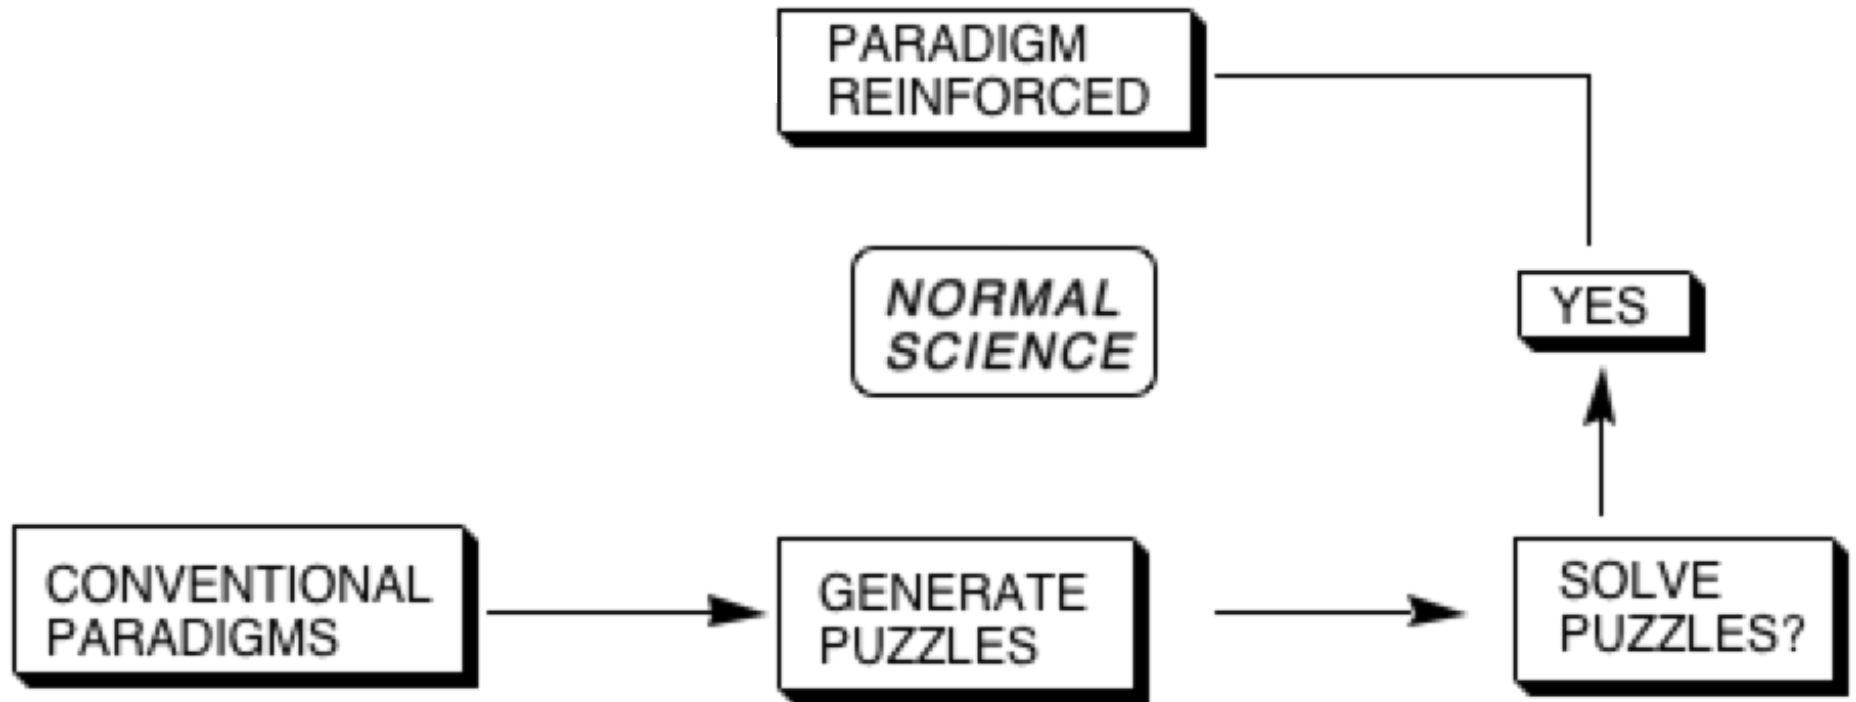 PARADIGM
REINFORCED
NORMAL
SCIENCE
YES
CONVENTIONAL
PARADIGMS
GENERATE
PUZZLES
SOLVE
PUZZLES?